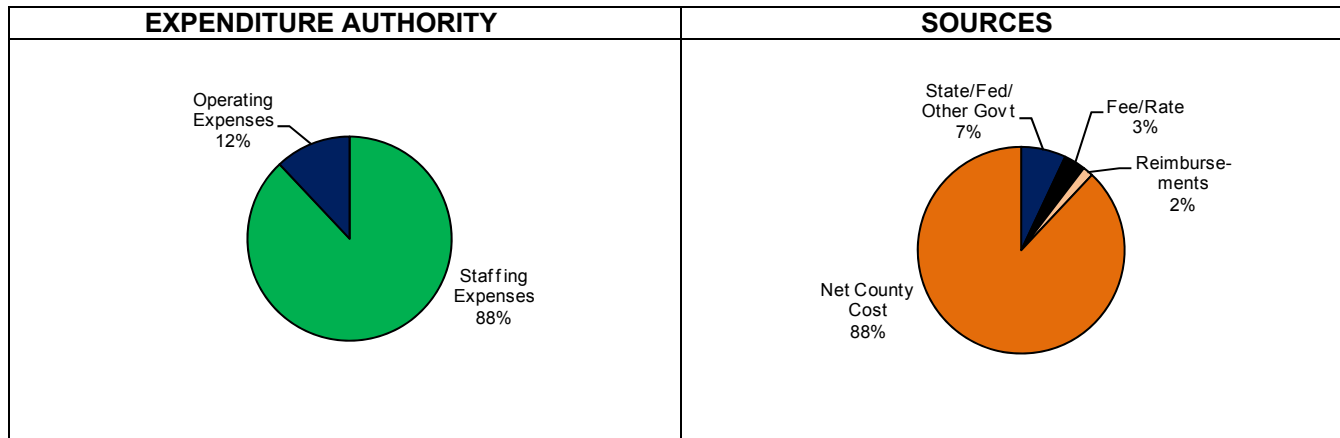 EXPENDITURE AUTHORITY
Operating
Expenses
12%
Staffing
Expenses
88%
SOURCES
State/Fed/
Other Govt
7%
Fee/Rate
3%
Reimburse-
ments
2%
Net County
Cost
88%